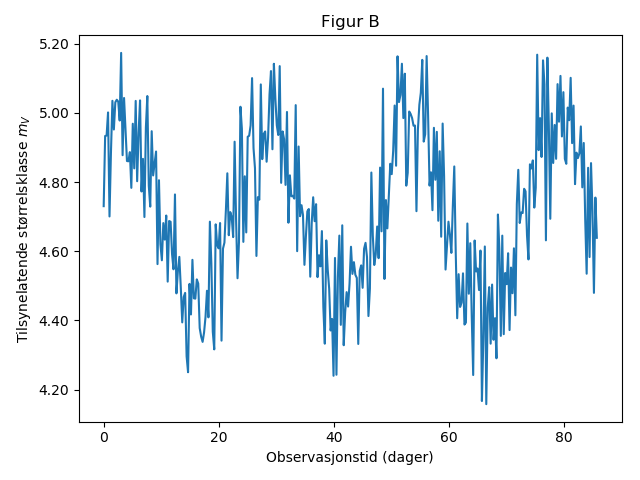 Figur B
5.20
5.00
4.80
4.60
4.40
4.20
Tilsynelatende størrelsesklasse $m_V$
0 20 40 60 80
Observasjonstid (dager)